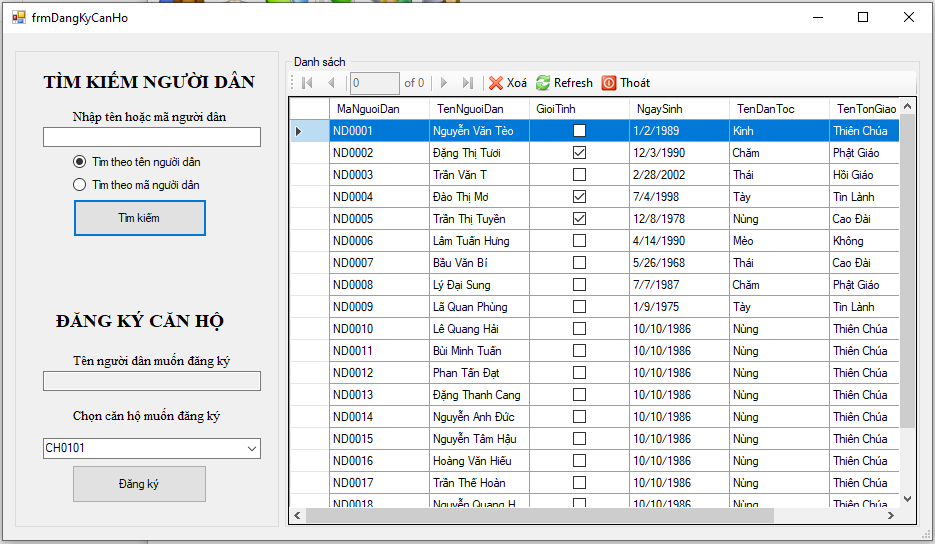 frmDangKyCanHo
TÌM KIẾM NGƯỜI DÂN
Nhập tên hoặc mã người dân
Tìm theo tên người dân
Tìm theo mã người dân
Tìm kiếm
ĐĂNG KÝ CĂN HỘ
Tên người dân muốn đăng ký
Chọn căn hộ muốn đăng ký
CH0101
Đăng ký
Danh sách
0 of 0 Xoá Refresh Thoát
MaNguoiDan TenNguoiDan GioiTinh NgaySinh TenDanToc TenTonGiao
ND0001 Nguyễn Văn Tèo 1/2/1989 Kinh Thiên Chúa
ND0002 Đặng Thị Tươi 12/3/1990 Chăm Phật Giáo
ND0003 Trần Văn T 2/28/2002 Thái Hồi Giáo
ND0004 Đào Thị Mơ 7/4/1998 Tày Tin Lành
ND0005 Trần Thị Tuyền 12/8/1978 Nùng Cao Đài
ND0006 Lâm Tuấn Hưng 4/14/1990 Mèo Không
ND0007 Bầu Văn Bí 5/26/1968 Thái Cao Đài
ND0008 Lý Đại Sung 7/7/1987 Chăm Phật Giáo
ND0009 Lã Quan Phùng 1/9/1975 Tày Tin Lành
ND0010 Lê Quang Hải 10/10/1986 Nùng Thiên Chúa
ND0011 Bùi Minh Tuấn 10/10/1986 Nùng Thiên Chúa
ND0012 Phan Tấn Đạt 10/10/1986 Nùng Thiên Chúa
ND0013 Đặng Thanh Cang 10/10/1986 Nùng Thiên Chúa
ND0014 Nguyễn Anh Đức 10/10/1986 Nùng Thiên Chúa
ND0015 Nguyễn Tâm Hậu 10/10/1986 Nùng Thiên Chúa
ND0016 Hoàng Văn Hiếu 10/10/1986 Nùng Thiên Chúa
ND0017 Trần Thế Hoàn 10/10/1986 Nùng Thiên Chúa
ND0018 Nguyễn Quang H 10/10/1986 Nùng Thiên Chúa